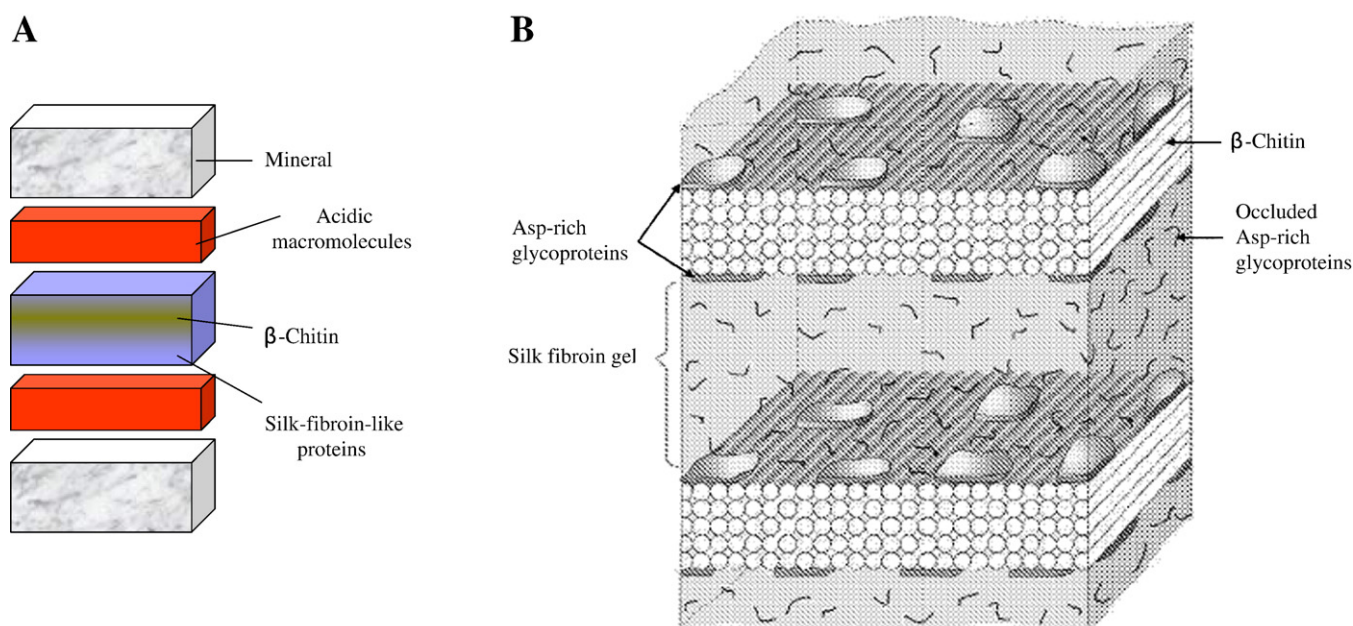 A
Mineral
Acidic
macromolecules
β-Chitin
Silk-fibroin-like
proteins
B
β-Chitin
Asp-rich
glycoproteins
Occluded
Asp-rich
glycoproteins
Silk fibroin gel